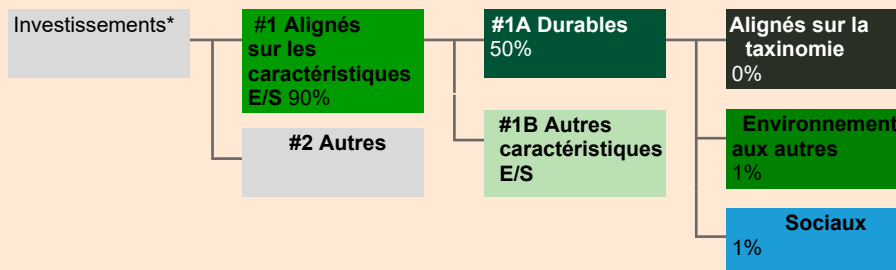 Investissements*
#1 Alignés
sur les
caractéristiques
E/S 90%
#2 Autres
#1A Durables
50%
#1B Autres
caractéristiques
E/S
Alignés sur la
taxinomie
0%
Environnement
aux autres
1%
Sociaux
1%